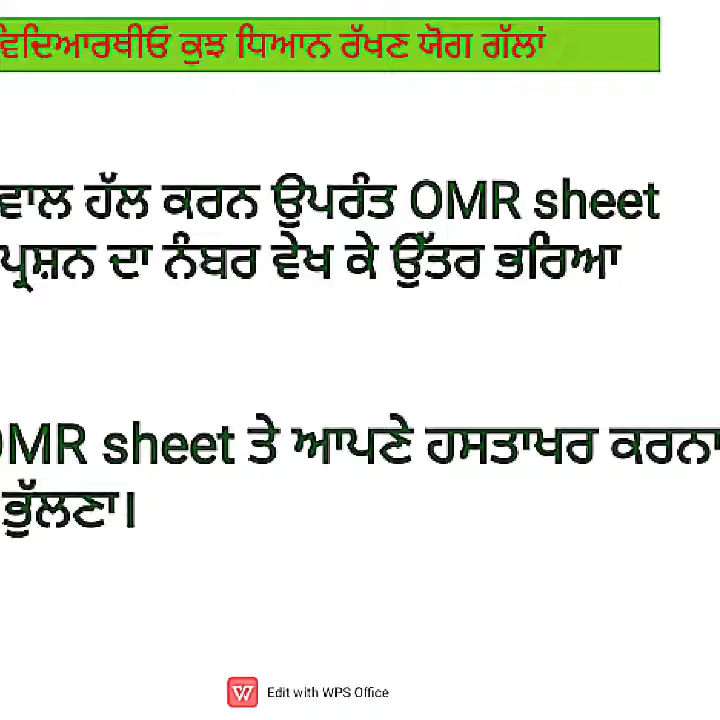 ਵਿਦਿਆਰਥੀਓ ਕੁਝ ਧਿਆਨ ਰੱਖਣ ਯੋਗ ਗੱਲਾਂ
ਵਾਲ ਹੱਲ ਕਰਨ ਉਪਰੰਤ OMR sheet
ਪ੍ਰਸ਼ਨ ਦਾ ਨੰਬਰ ਵੇਖ ਕੇ ਉੱਤਰ ਭਰਿਆ
OMR sheet ਤੇ ਆਪਣੇ ਹਸਤਾਖਰ ਕਰਨਾ
ਭੁੱਲਣਾ।
Edit with WPS Office